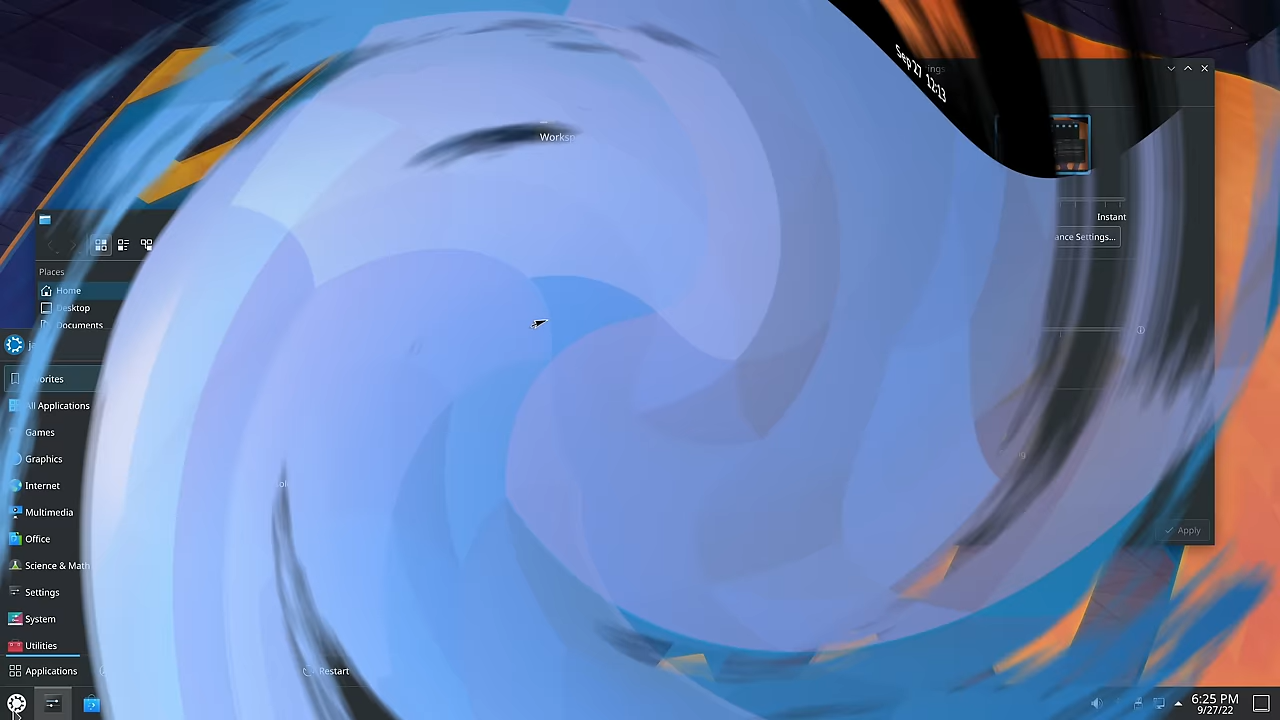 Sep 27 12:13
ings
Worksp
Instant
ance Settings...
Places
Home
Desktop
Documents
orites
All Applications
Games
Graphics
Internet
Multimedia
Office
Science & Math
Settings
System
Utilities
Apply
Applications
Restart
6:25 PM
9/27/22